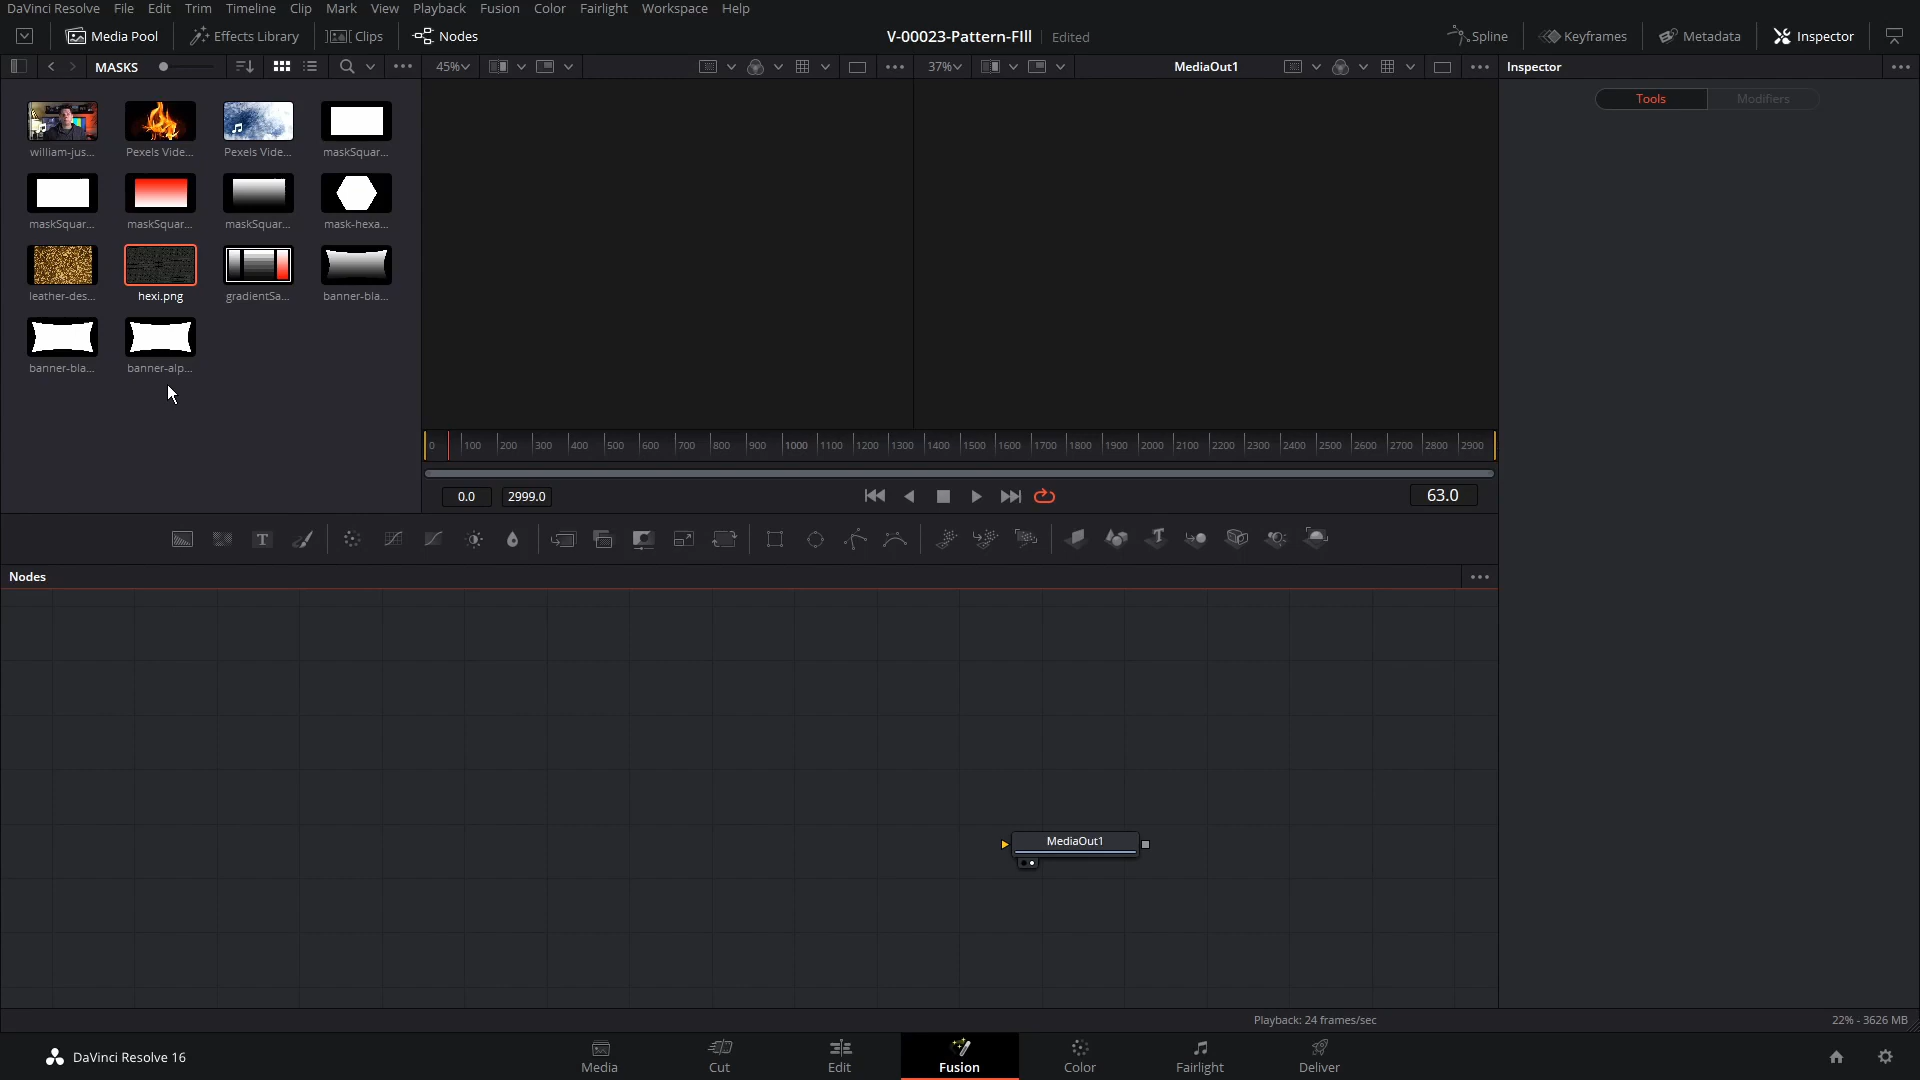 DaVinci Resolve File Edit Trim Timeline Clip Mark View Playback Fusion Color Fairlight Workspace Help
Media Pool Effects Library Clips Nodes V-00023-Pattern-FIll Edited Spline Keyframes Metadata Inspector
MASKS 45% 37% MediaOut1 Inspector
Tools Modifiers
william-jus... Pexels Vide... Pexels Vide... maskSquar...
maskSquar... maskSquar... maskSquar... mask-hexa...
leather-des... hexi.png gradientSa... banner-bla...
banner-bla... banner-alp...
0 100 200 300 400 500 600 700 800 900 1000 1100 1200 1300 1400 1500 1600 1700 1800 1900 2000 2100 2200 2300 2400 2500 2600 2700 2800 2900
0.0 2999.0 63.0
T T
Nodes
MediaOut1
Playback: 24 frames/sec 22% - 3626 MB
DaVinci Resolve 16 Media Cut Edit Fusion Color Fairlight Deliver